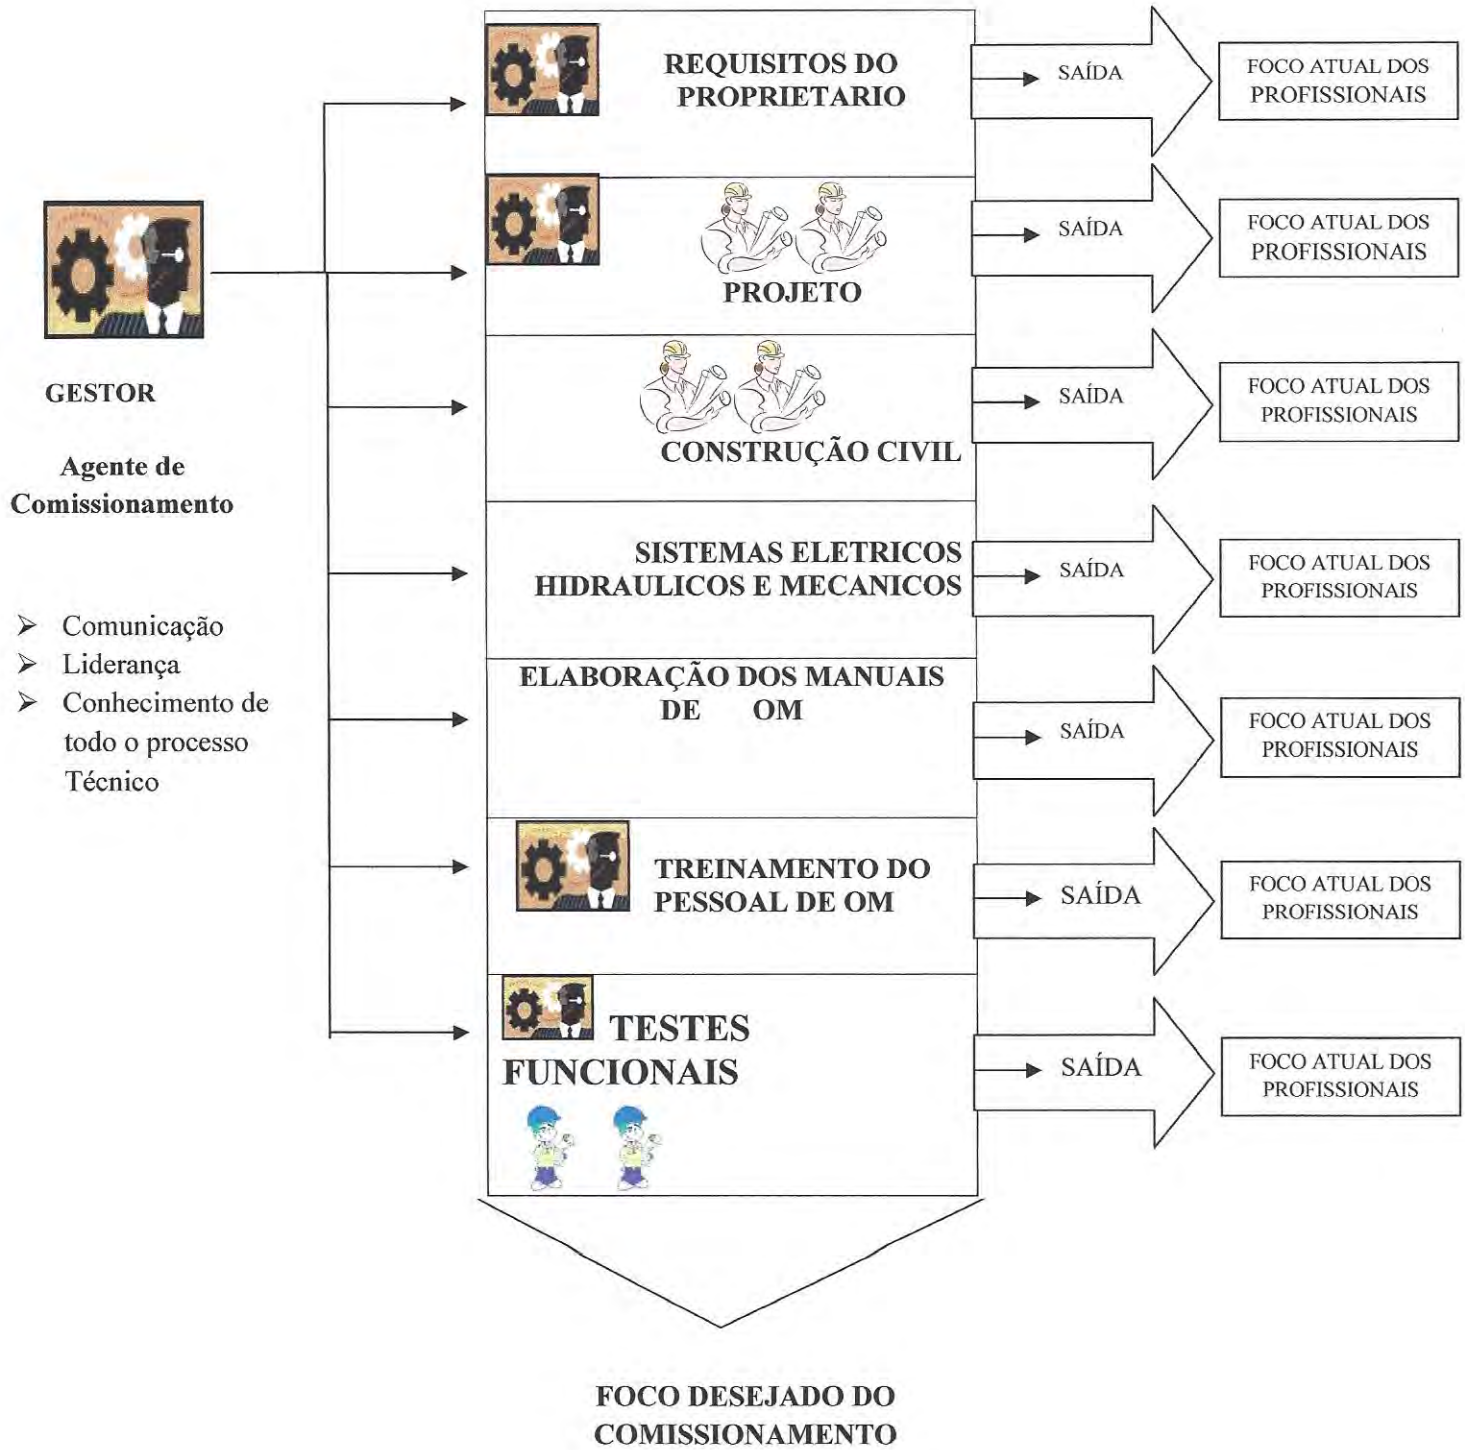 REQUISITOS DO
PROPRIETARIO
SAÍDA
FOCO ATUAL DOS
PROFISSIONAIS
PROJETO
SAÍDA
FOCO ATUAL DOS
PROFISSIONAIS
GESTOR
Agente de
Comissionamento
➢ Comunicação
➢ Liderança
➢ Conhecimento de
todo o processo
Técnico
CONSTRUÇÃO CIVIL
SAÍDA
FOCO ATUAL DOS
PROFISSIONAIS
SISTEMAS ELETRICOS
HIDRAULICOS E MECANICOS
SAÍDA
FOCO ATUAL DOS
PROFISSIONAIS
ELABORAÇÃO DOS MANUAIS
DE OM
SAÍDA
FOCO ATUAL DOS
PROFISSIONAIS
TREINAMENTO DO
PESSOAL DE OM
SAÍDA
FOCO ATUAL DOS
PROFISSIONAIS
TESTES
FUNCIONAIS
SAÍDA
FOCO ATUAL DOS
PROFISSIONAIS
FOCO DESEJADO DO
COMISSIONAMENTO